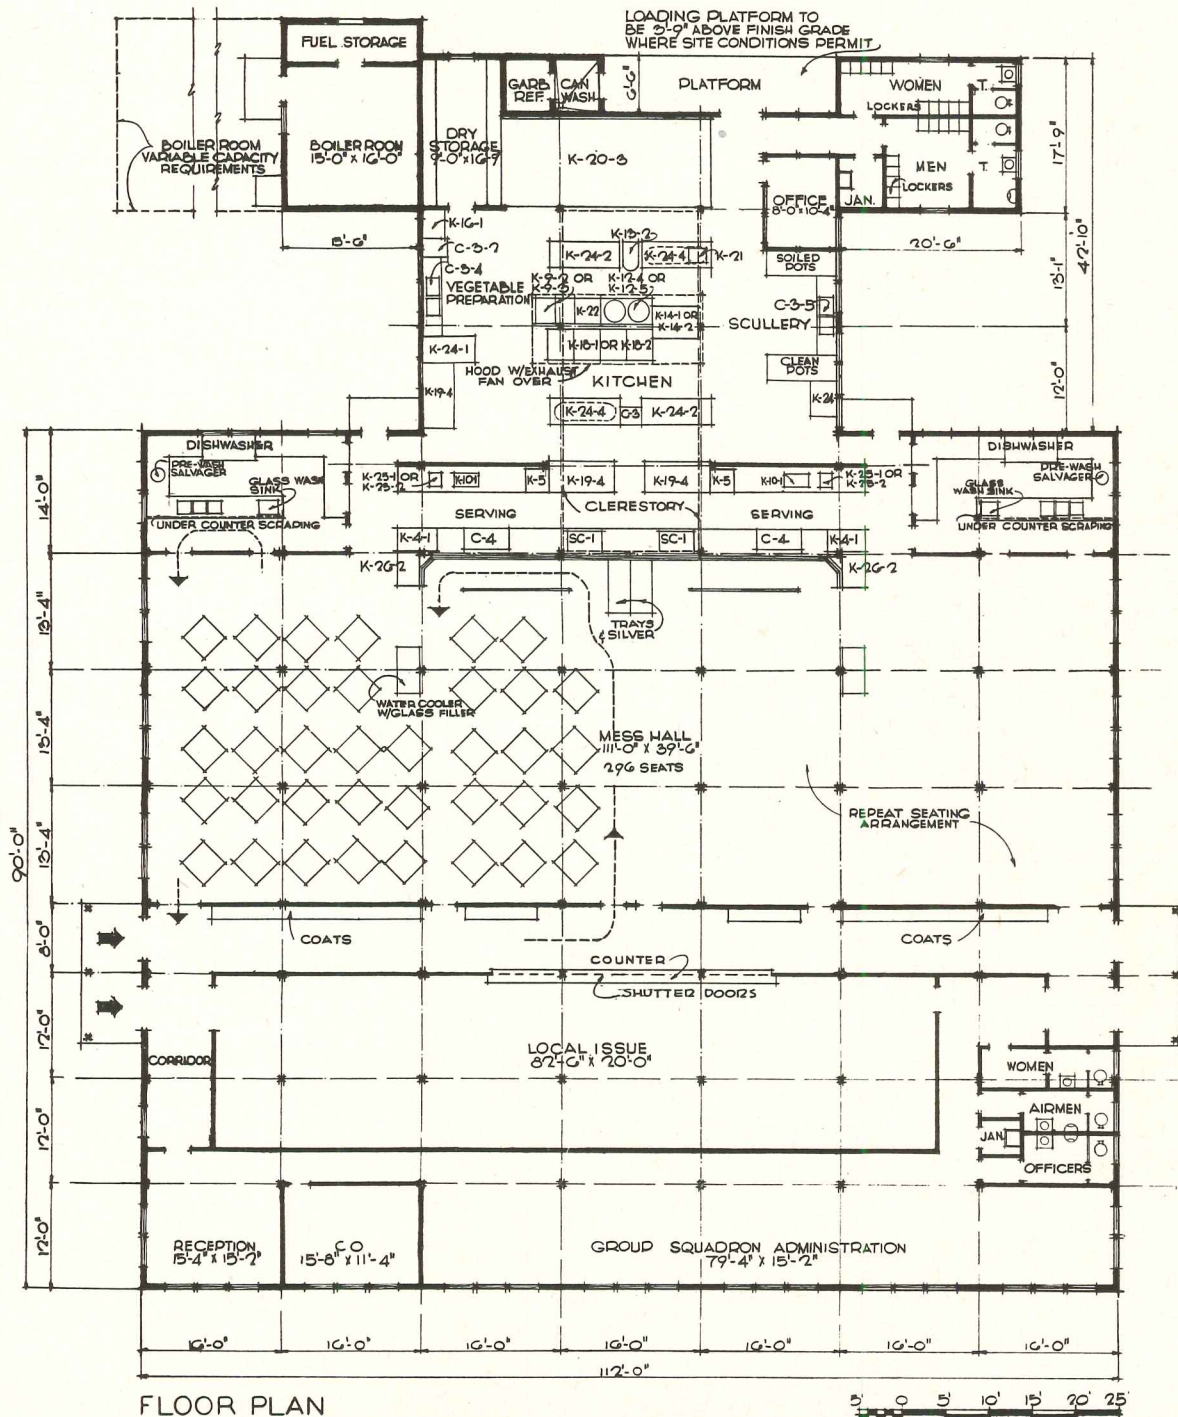 LOADING PLATFORM TO
BE 3'-9" ABOVE FINISH GRADE
WHERE SITE CONDITIONS PERMIT
FUEL STORAGE
BOILER ROOM
VARIABLE CAPACITY
REQUIREMENTS
BOILER ROOM
15'-0" X 16'-0"
DRY
STORAGE
9'-0" X 16'-9
GARB.
REF.
CAN
WASH
6'-6"
PLATFORM
WOMEN
T.
LOCKERS
MEN
T.
LOCKERS
JAN.
17'-9"
K-20-3
OFFICE
8'-0" X 10'-4"
15'-6"
20'-6"
42'-10"
13'-1"
12'-0"
K-16-1
C-3-2
C-3-4
VEGETABLE
PREPARATION
K-13-2
K-24-2
K-24-4
K-21
SOILED
POTS
K-9-2 OR
K-9-3
K-12-4 OR
K-12-5
K-22
K-14-1 OR
K-14-2
C-3-5
SCULLERY
K-24-1
K-18-1 OR K-18-2
HOOD W/EXHAUST
FAN OVER
KITCHEN
CLEAN
POTS
K-19-4
K-24-4
C-3
K-24-2
K-24
DISHWASHER
PRE-WASH
SALVAGER
GLASS WASH
SINK
UNDER COUNTER SCRAPING
K-25-1 OR
K-25-2
K-101
K-5
K-19-4
K-19-4
K-5
K-101
K-25-1 OR
K-25-2
DISHWASHER
PRE-WASH
SALVAGER
GLASS
WASH SINK
UNDER COUNTER SCRAPING
SERVING
CLERESTORY
SERVING
K-4-1
C-4
SC-1
SC-1
C-4
K-4-1
K-26-2
K-26-2
TRAYS
& SILVER
WATER COOLER
W/GLASS FILLER
MESS HALL
111'-0" X 39'-6"
296 SEATS
REPEAT SEATING
ARRANGEMENT
COATS
COATS
COUNTER
SHUTTER DOORS
LOCAL ISSUE
82'-6" X 20'-0"
CORRIDOR
WOMEN
AIRMEN
JAN.
OFFICERS
RECEPTION
15'-4" X 15'-2"
C O
15'-8" X 11'-4"
GROUP SQUADRON ADMINISTRATION
79'-4" X 15'-2"
90'-0"
14'-0"
13'-4"
13'-4"
13'-4"
8'-0"
12'-0"
12'-0"
12'-0"
16'-0"
16'-0"
16'-0"
16'-0"
16'-0"
16'-0"
16'-0"
112'-0"
FLOOR PLAN
5' 0 5' 10' 15' 20' 25'